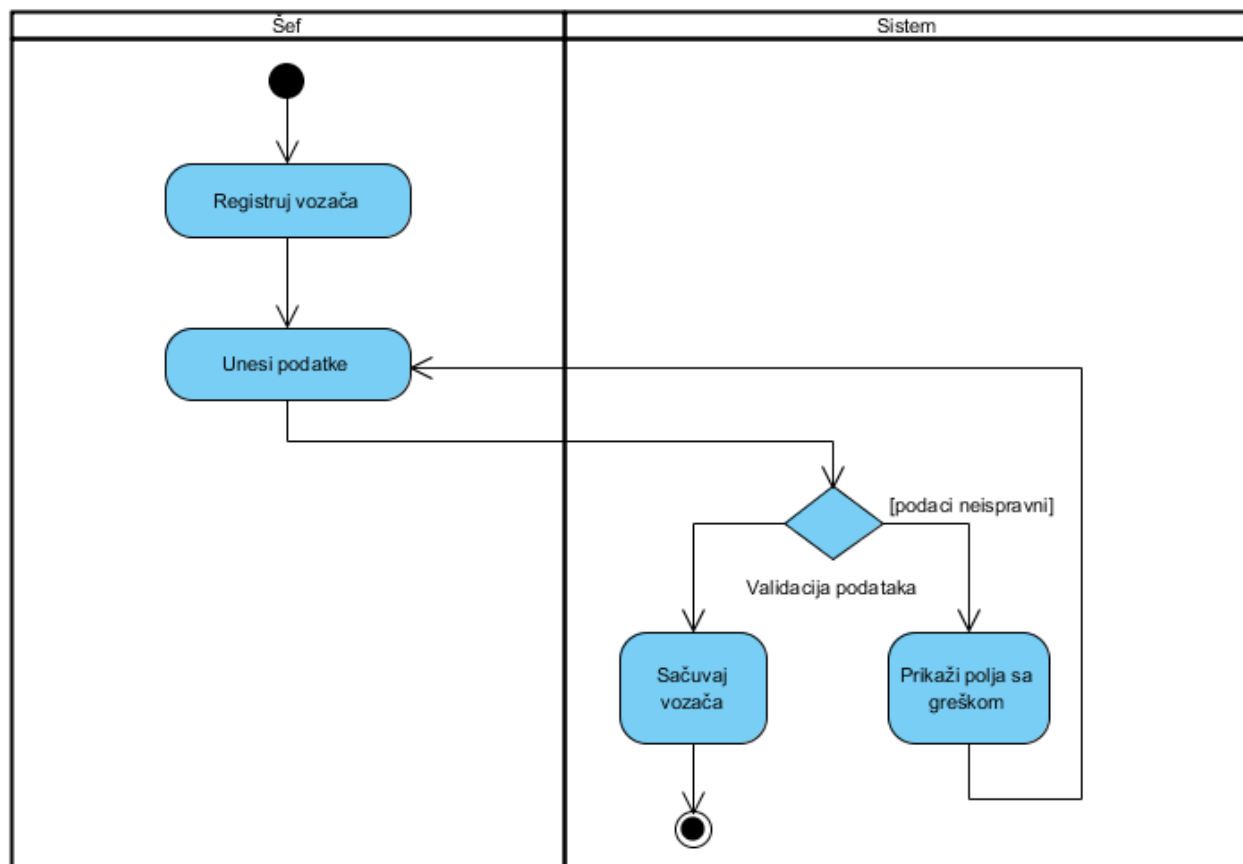 Šef
Sistem
Registruj vozača
Unesi podatke
[podaci neispravni]
Validacija podataka
Sačuvaj
vozača
Prikaži polja sa
greškom